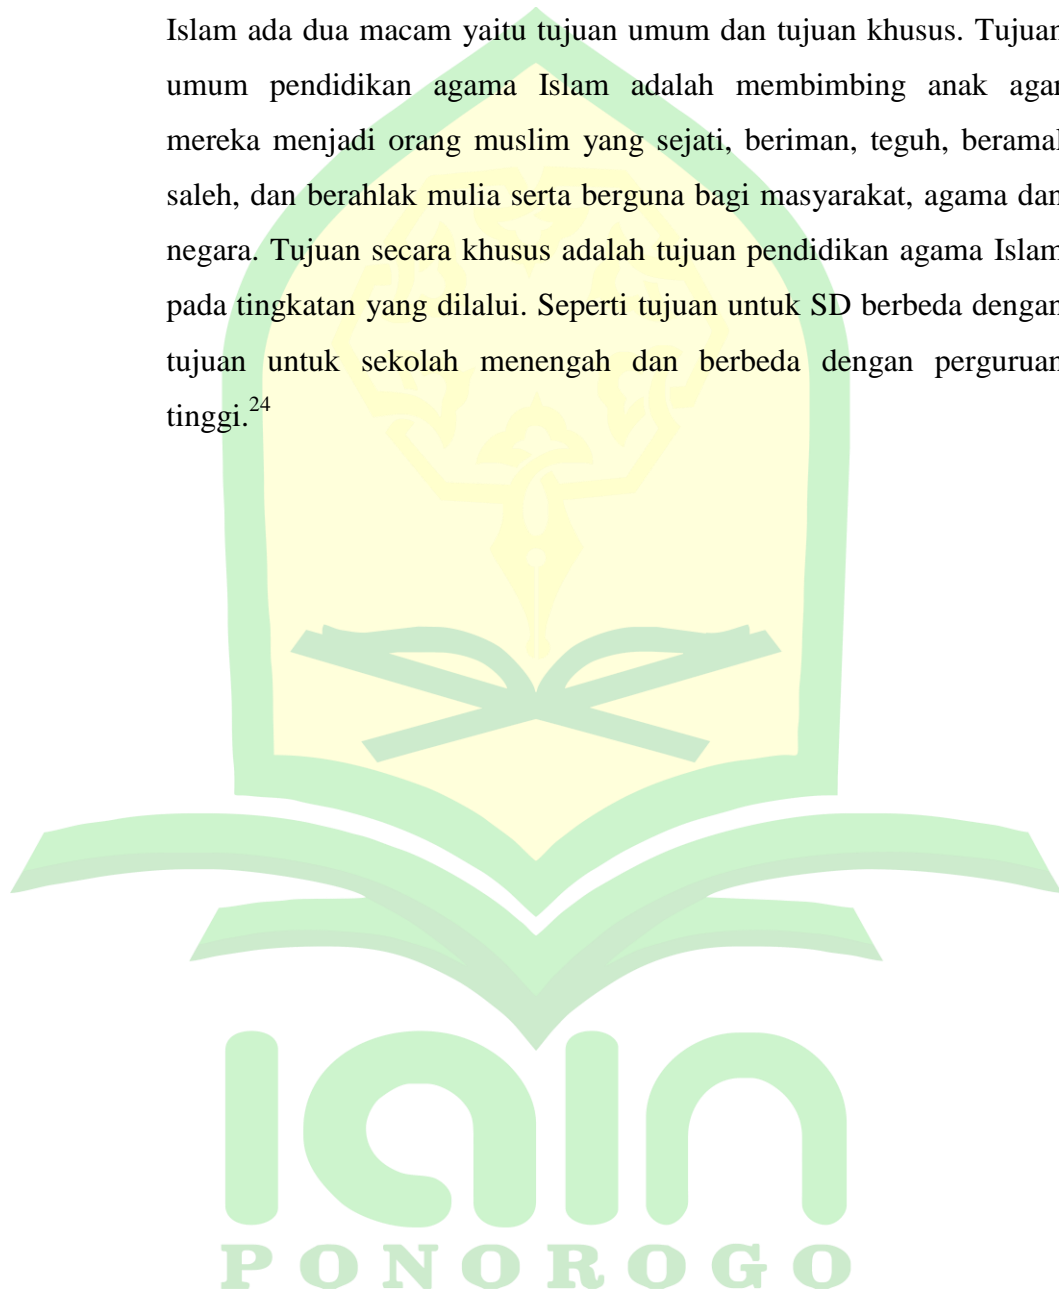 Islam ada dua macam yaitu tujuan umum dan tujuan khusus. Tujuan
umum pendidikan agama Islam adalah membimbing anak agar
mereka menjadi orang muslim yang sejati, beriman, teguh, beramal
saleh, dan berahlak mulia serta berguna bagi masyarakat, agama dan
negara. Tujuan secara khusus adalah tujuan pendidikan agama Islam
pada tingkatan yang dilalui. Seperti tujuan untuk SD berbeda dengan
tujuan untuk sekolah menengah dan berbeda dengan perguruan
tinggi.24
iain
PONOROGO